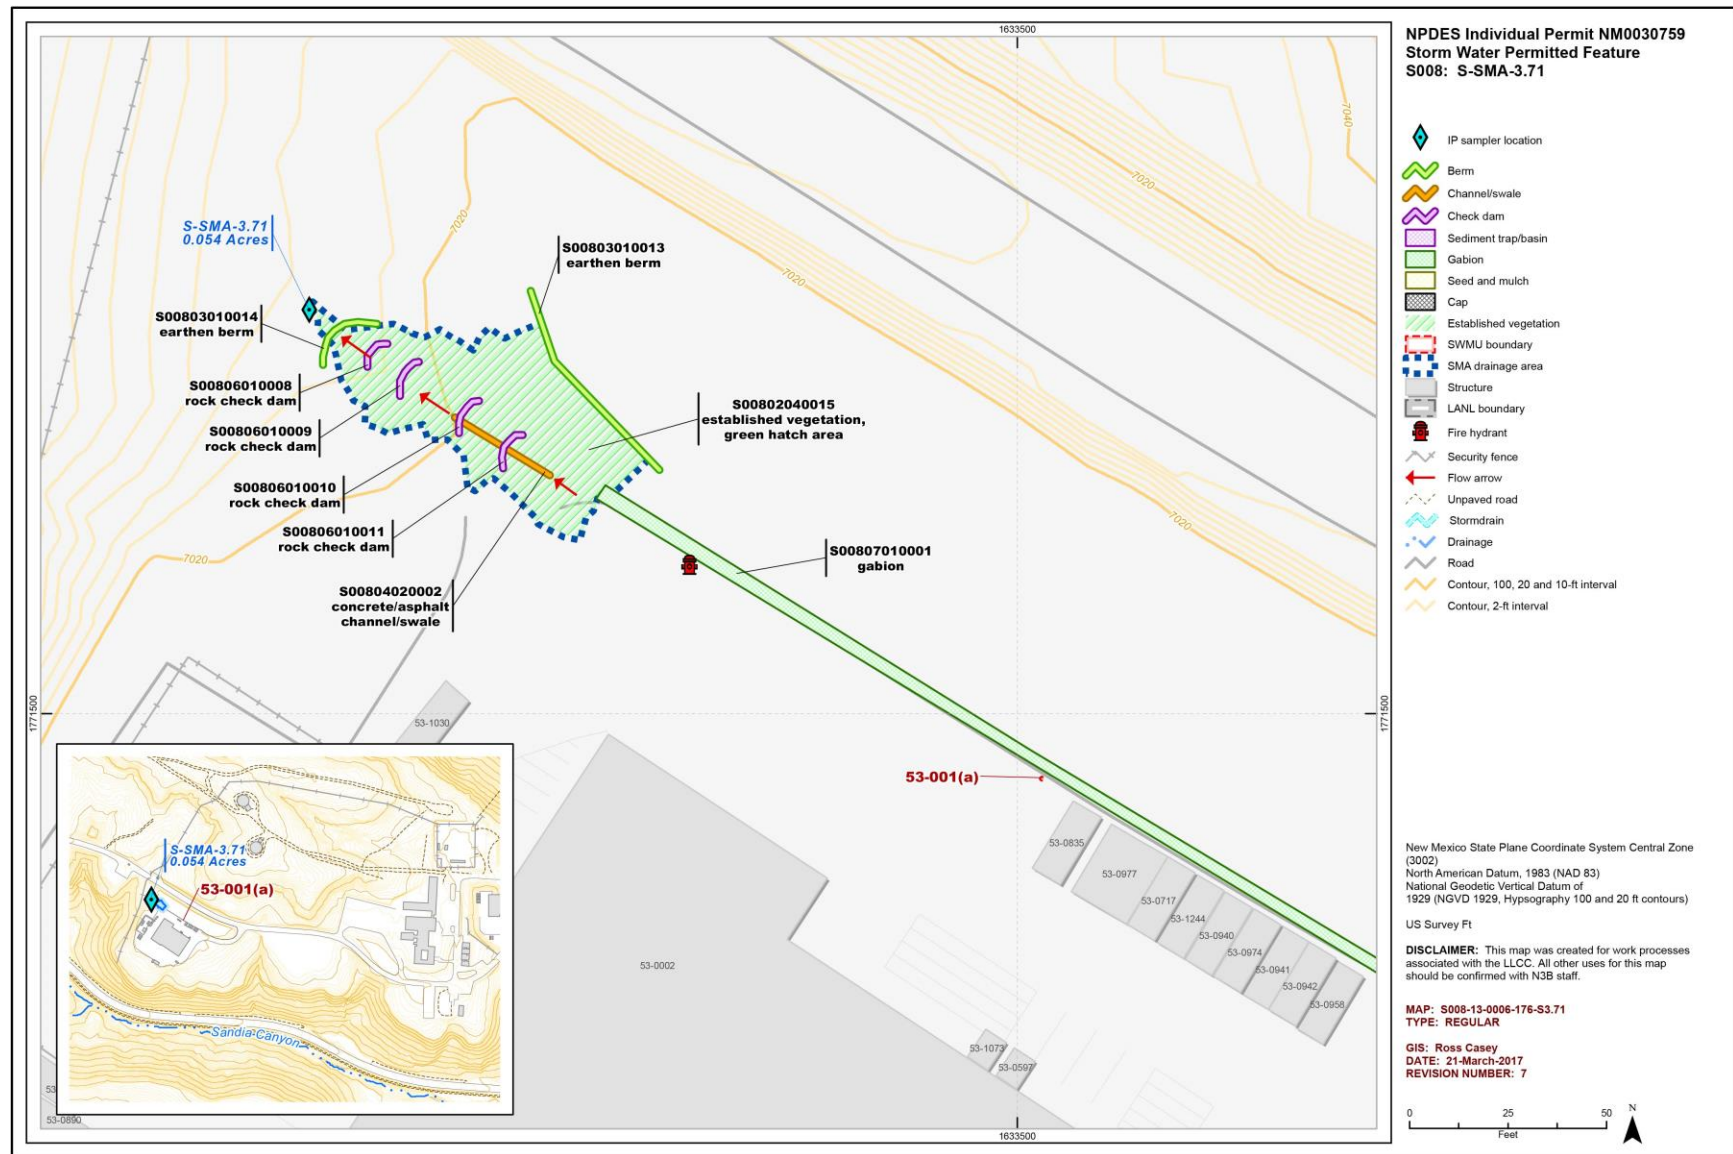 1633500
NPDES Individual Permit NM0030759
Storm Water Permitted Feature
S008: S-SMA-3.71
IP sampler location
Berm
Channel/swale
Check dam
Sediment trap/basin
Gabion
Seed and mulch
Cap
Established vegetation
SWMU boundary
SMA drainage area
Structure
LANL boundary
Fire hydrant
Security fence
Flow arrow
Unpaved road
Stormdrain
Drainage
Road
Contour, 100, 20 and 10-ft interval
Contour, 2-ft interval
7040
7020
7020
7020
7020
7020
S-SMA-3.71
0.054 Acres
S00803010013
earthen berm
S00803010014
earthen berm
S00806010008
rock check dam
S00806010009
rock check dam
S00806010010
rock check dam
S00806010011
rock check dam
S00804020002
concrete/asphalt
channel/swale
S00802040015
established vegetation,
green hatch area
S00807010001
gabion
1771500
1771500
53-1030
53-001(a)
53-0835
53-0977
53-0717
53-1244
53-0940
53-0974
53-0941
53-0942
53-0958
53-0002
53-1073
53-0597
S-SMA-3.71
0.054 Acres
53-001(a)
Sandia Canyon
53
53-0890
1633500
New Mexico State Plane Coordinate System Central Zone
(3002)
North American Datum, 1983 (NAD 83)
National Geodetic Vertical Datum of
1929 (NGVD 1929, Hypsography 100 and 20 ft contours)
US Survey Ft
DISCLAIMER: This map was created for work processes
associated with the LLCC. All other uses for this map
should be confirmed with N3B staff.
MAP: S008-13-0006-176-S3.71
TYPE: REGULAR
GIS: Ross Casey
DATE: 21-March-2017
REVISION NUMBER: 7
0 25 50
Feet
N